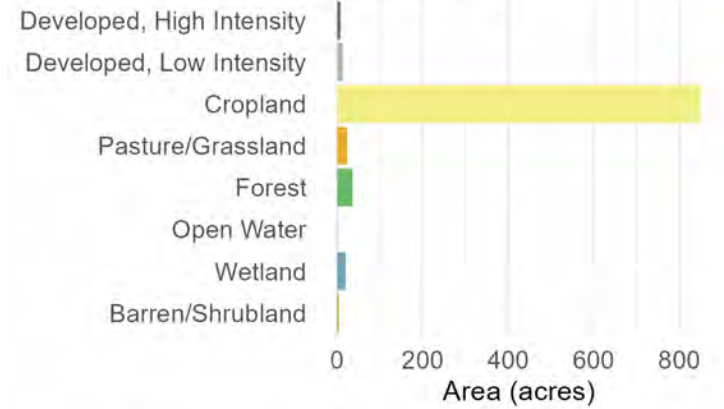 Developed, High Intensity
Developed, Low Intensity
Cropland
Pasture/Grassland
Forest
Open Water
Wetland
Barren/Shrubland
0 200 400 600 800
Area (acres)